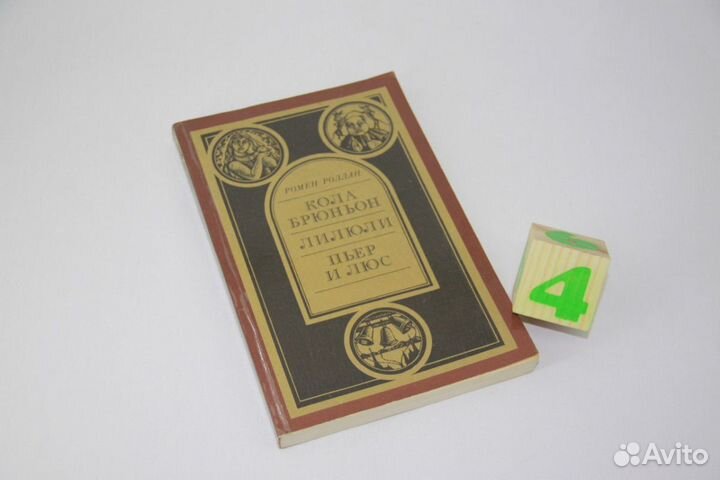 РОМЕН РОЛЛАН
КОЛА
БРЮНЬОН
ЛИЛЮЛИ
ПЬЕР
И ЛЮС
4
Avito